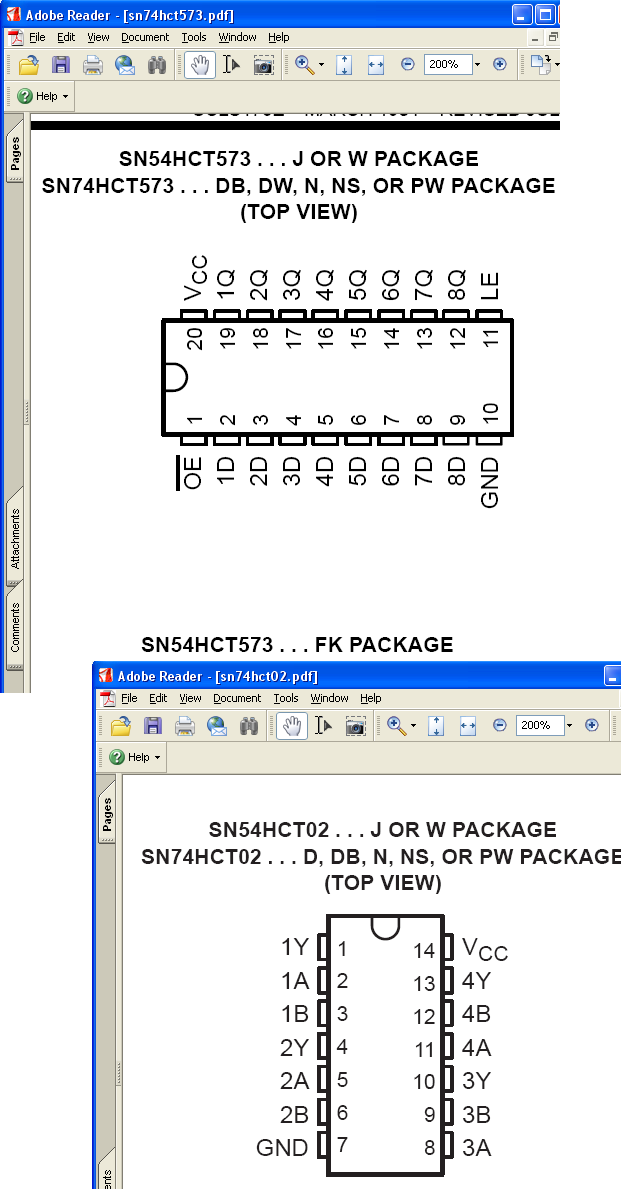 Adobe Reader - [sn74hct573.pdf]
File Edit View Document Tools Window Help
200%
Help
Pages
SN54HCT573 . . . J OR W PACKAGE
SN74HCT573 . . . DB, DW, N, NS, OR PW PACKAGE
(TOP VIEW)
VCC 1Q 2Q 3Q 4Q 5Q 6Q 7Q 8Q LE
20 19 18 17 16 15 14 13 12 11
1 2 3 4 5 6 7 8 9 10
OE 1D 2D 3D 4D 5D 6D 7D 8D GND
Attachments
Comments
SN54HCT573 . . . FK PACKAGE
Adobe Reader - [sn74hct02.pdf]
File Edit View Document Tools Window Help
200%
Help
Pages
SN54HCT02 . . . J OR W PACKAGE
SN74HCT02 . . . D, DB, N, NS, OR PW PACKAGE
(TOP VIEW)
1Y 1 14 VCC
1A 2 13 4Y
1B 3 12 4B
2Y 4 11 4A
2A 5 10 3Y
2B 6 9 3B
GND 7 8 3A